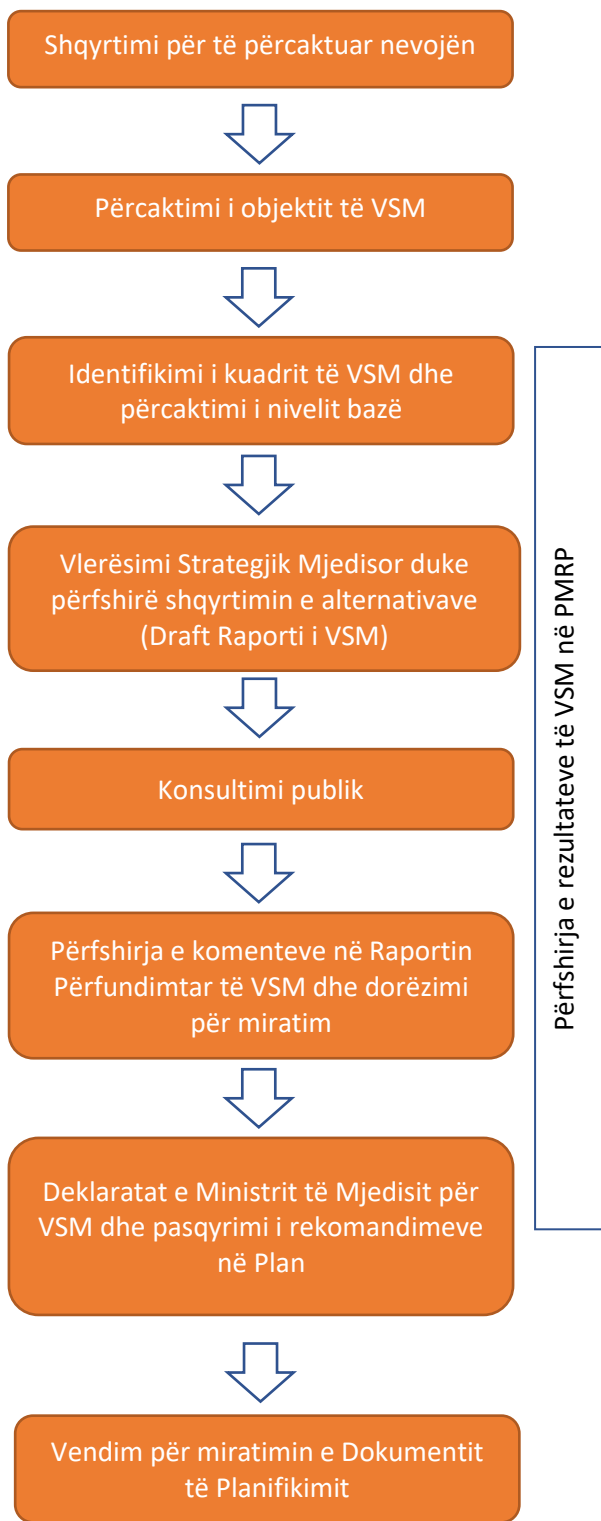 Shqyrtimi për të përcaktuar nevojën
Përcaktimi i objektit të VSM
Identifikimi i kuadrit të VSM dhe
përcaktimi i nivelit bazë
Vlerësimi Strategjik Mjedisor duke
përfshirë shqyrtimin e alternativave
(Draft Raporti i VSM)
Konsultimi publik
Përfshirja e komenteve në Raportin
Përfundimtar të VSM dhe dorëzimi
për miratim
Deklaratat e Ministrit të Mjedisit për
VSM dhe pasqyrimi i rekomandimeve
në Plan
Vendim për miratimin e Dokumentit
të Planifikimit
Përfshirja e rezultateve të VSM në PMRP